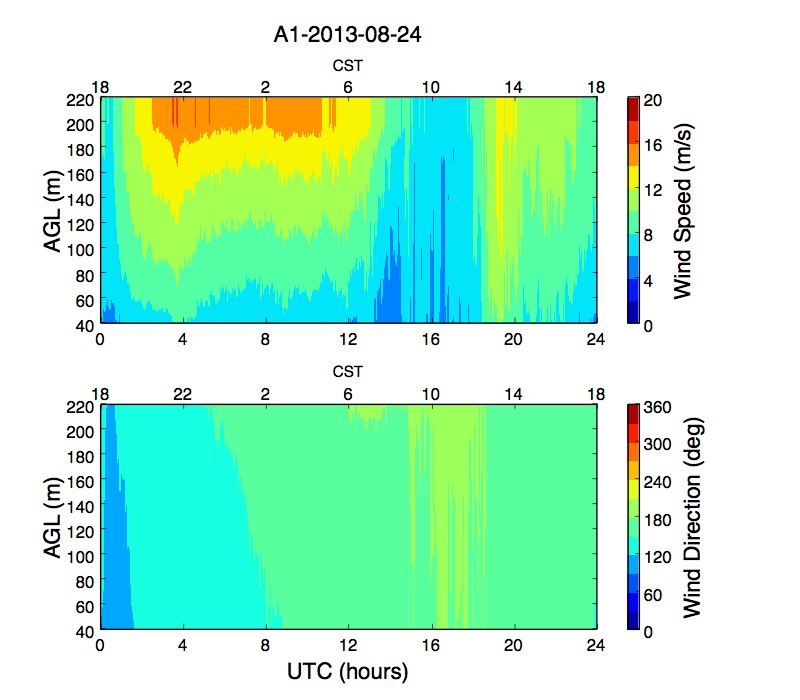 A1-2013-08-24
CST
18 22 2 6 10 14 18
220
200
180
160
140
120
100
80
60
40
AGL (m)
0 4 8 12 16 20 24
20
16
12
8
4
0
Wind Speed (m/s)
CST
18 22 2 6 10 14 18
220
200
180
160
140
120
100
80
60
40
AGL (m)
0 4 8 12 16 20 24
UTC (hours)
360
300
240
180
120
60
0
Wind Direction (deg)